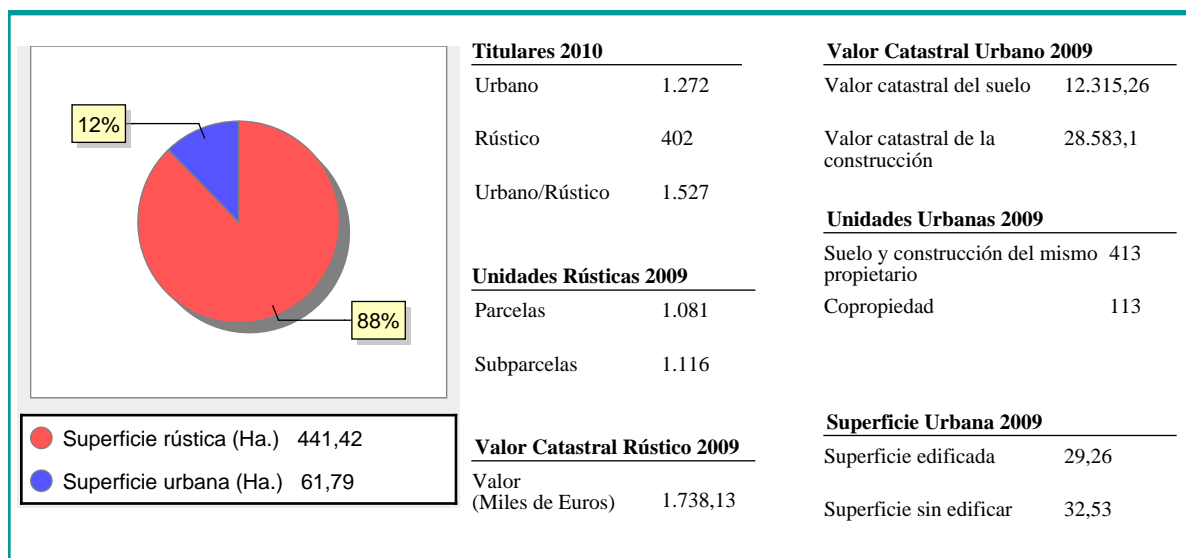 12%
88%
Superficie rústica (Ha.) 441,42
Superficie urbana (Ha.) 61,79
Titulares 2010
Urbano 1.272
Rústico 402
Urbano/Rústico 1.527
Unidades Rústicas 2009
Parcelas 1.081
Subparcelas 1.116
Valor Catastral Rústico 2009
Valor
(Miles de Euros) 1.738,13
Valor Catastral Urbano 2009
Valor catastral del suelo 12.315,26
Valor catastral de la 28.583,1
construcción
Unidades Urbanas 2009
Suelo y construcción del mismo 413
propietario
Copropiedad 113
Superficie Urbana 2009
Superficie edificada 29,26
Superficie sin edificar 32,53